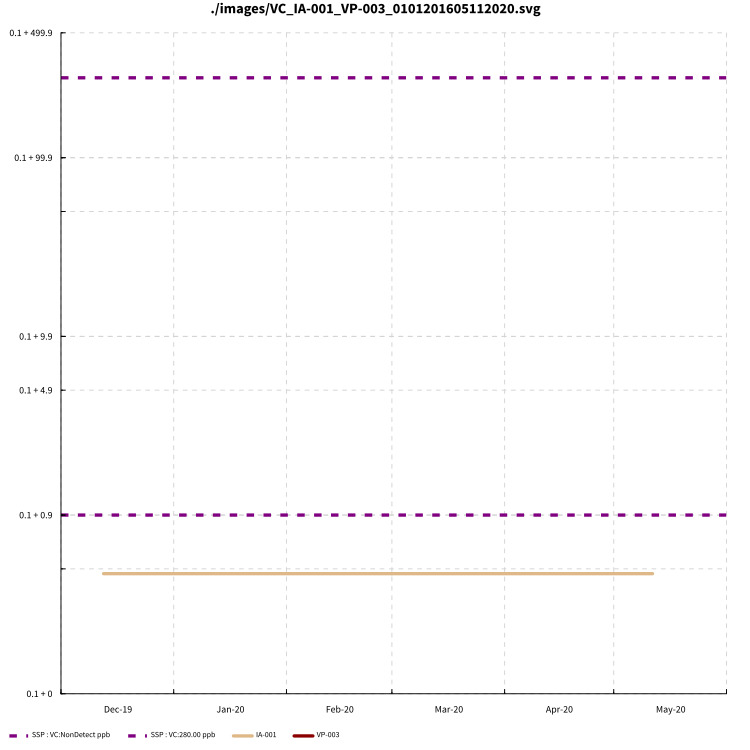 ./images/VC_IA-001_VP-003_0101201605112020.svg
0.1 + 499.9
0.1 + 99.9
0.1 + 9.9
0.1 + 4.9
0.1 + 0.9
0.1 + 0
Dec-19 Jan-20 Feb-20 Mar-20 Apr-20 May-20
SSP : VC:NonDetect ppb SSP : VC:280.00 ppb IA-001 VP-003